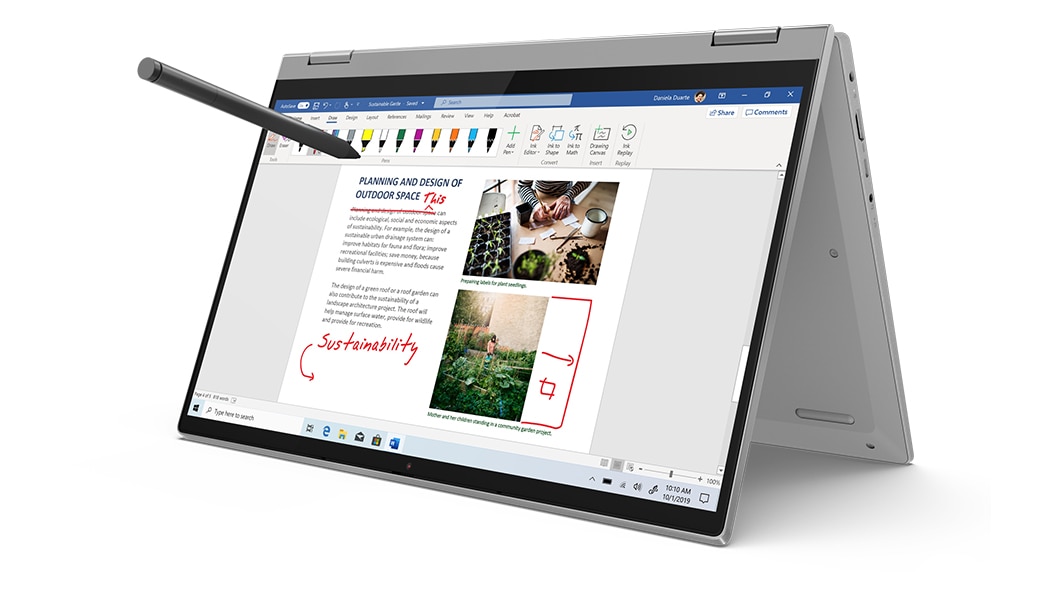 AutoSave On Sustainable Garden - Saved Search Daniela Duarte
Home Insert Draw Design Layout References Mailings Review View Help Acrobat Share Comments
Draw Eraser Add Pen Ink Editor Ink to Shape Ink to Math Drawing Canvas Ink Replay
Tools Pens Convert Insert Replay
PLANNING AND DESIGN OF
OUTDOOR SPACE This
Planning and design of outdoor space can
include ecological, social and economic aspects
of sustainability. For example, the design of a
sustainable urban drainage system can:
improve habitats for fauna and flora; improve
recreational facilities; save money, because
building culverts is expensive and floods cause
severe financial harm.
The design of a green roof or a roof garden can
also contribute to the sustainability of a
landscape architecture project. The roof will
help manage surface water, provide for wildlife
and provide for recreation.
Sustainability
Preparing labels for plant seedlings.
Mother and her children standing in a community garden project.
Page 4 of 5 818 words
100%
Type here to search
10:10 AM
10/1/2019